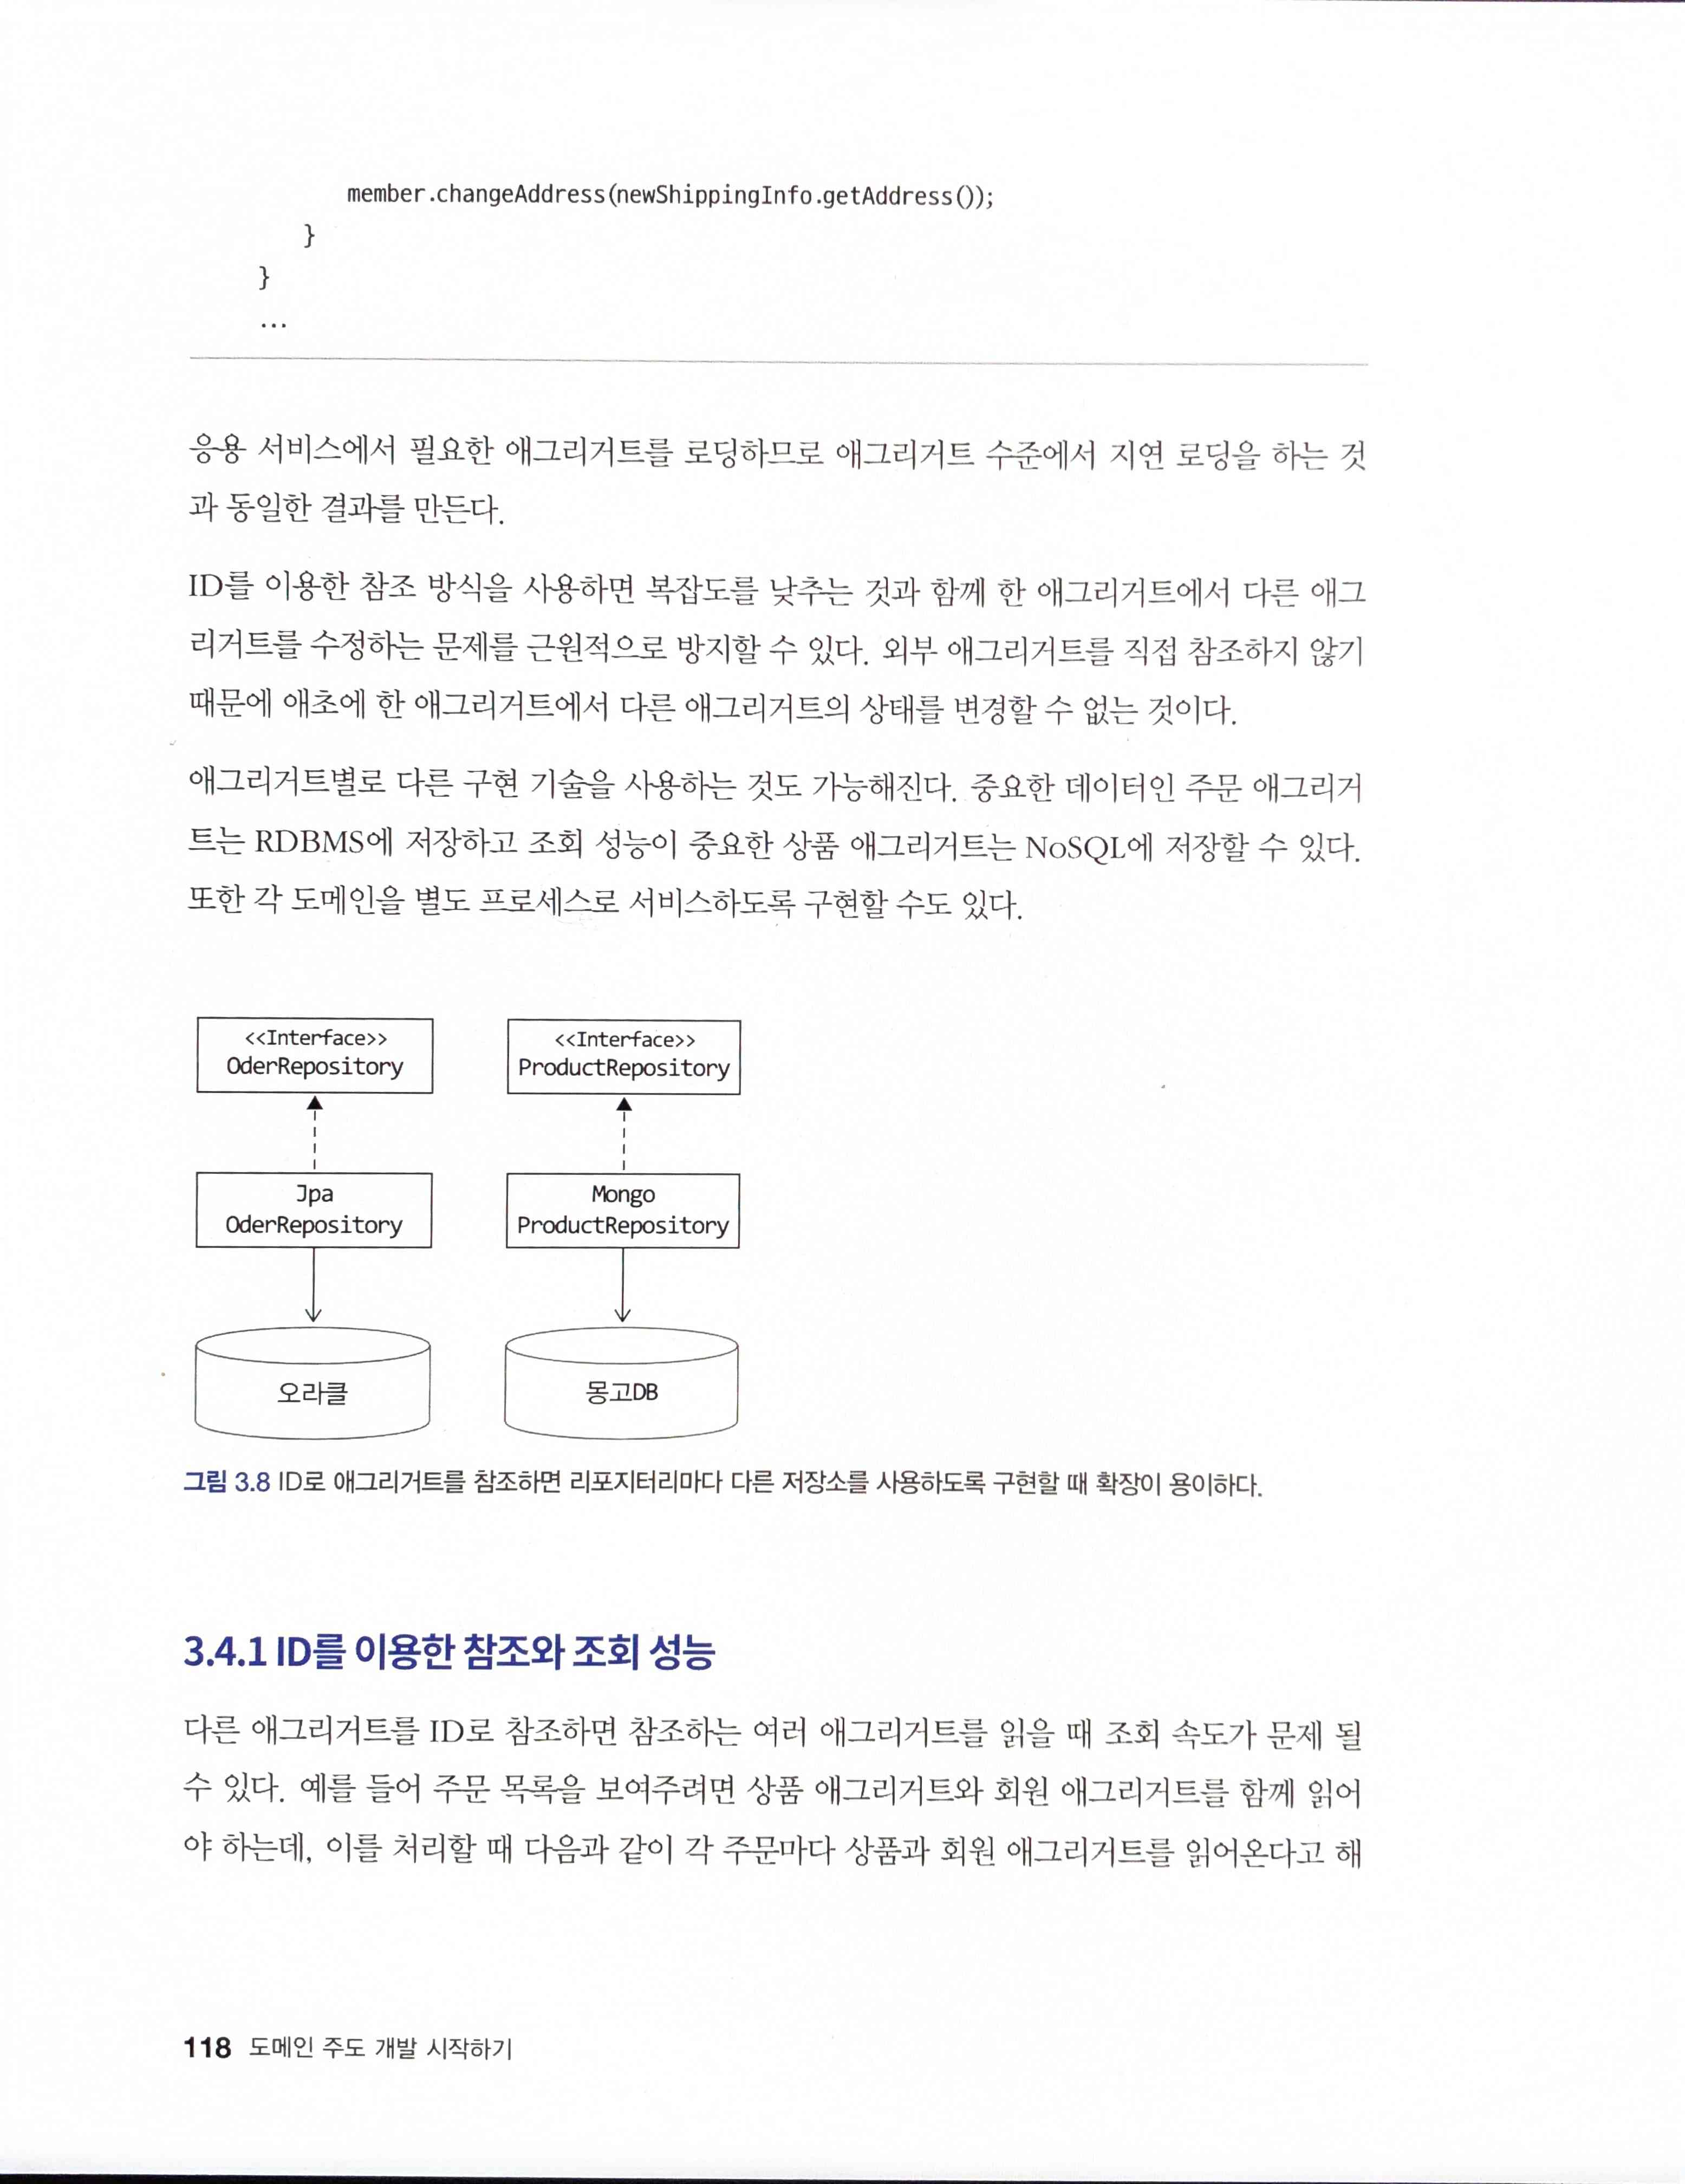 member.changeAddress(newShippingInfo.getAddress());
}
}
...
응용 서비스에서 필요한 애그리거트를 로딩하므로 애그리거트 수준에서 지연 로딩을 하는 것
과 동일한 결과를 만든다.
ID를 이용한 참조 방식을 사용하면 복잡도를 낮추는 것과 함께 한 애그리거트에서 다른 애그
리거트를 수정하는 문제를 근원적으로 방지할 수 있다. 외부 애그리거트를 직접 참조하지 않기
때문에 애초에 한 애그리거트에서 다른 애그리거트의 상태를 변경할 수 없는 것이다.
애그리거트별로 다른 구현 기술을 사용하는 것도 가능해진다. 중요한 데이터인 주문 애그리거
트는 RDBMS에 저장하고 조회 성능이 중요한 상품 애그리거트는 NoSQL에 저장할 수 있다.
또한 각 도메인을 별도 프로세스로 서비스하도록 구현할 수도 있다.
<<Interface>>
OderRepository
<<Interface>>
ProductRepository
Jpa
OderRepository
Mongo
ProductRepository
오라클
몽고DB
그림 3.8 ID로 애그리거트를 참조하면 리포지터리마다 다른 저장소를 사용하도록 구현할 때 확장이 용이하다.
3.4.1 ID를 이용한 참조와 조회 성능
다른 애그리거트를 ID로 참조하면 참조하는 여러 애그리거트를 읽을 때 조회 속도가 문제 될
수 있다. 예를 들어 주문 목록을 보여주려면 상품 애그리거트와 회원 애그리거트를 함께 읽어
야 하는데, 이를 처리할 때 다음과 같이 각 주문마다 상품과 회원 애그리거트를 읽어온다고 해
118 도메인 주도 개발 시작하기